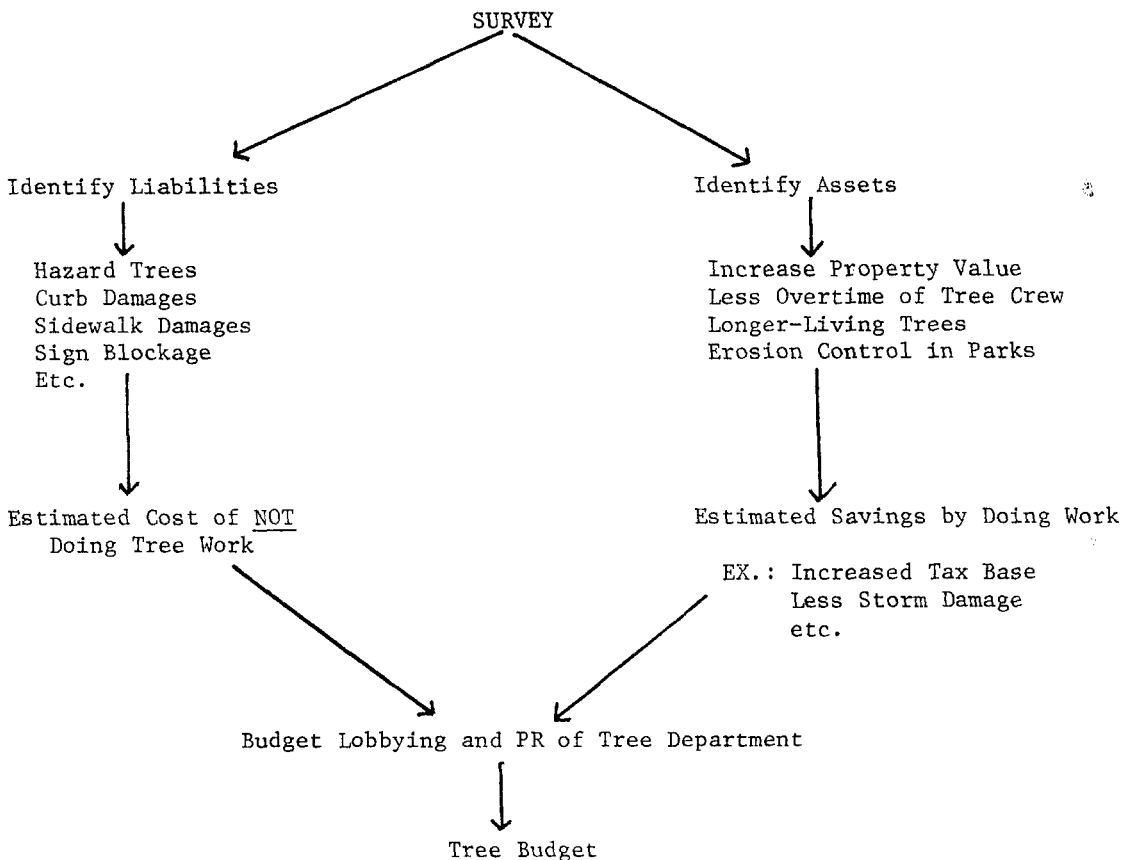 SURVEY
Identify Liabilities
Hazard Trees
Curb Damages
Sidewalk Damages
Sign Blockage
Etc.
Estimated Cost of NOT
Doing Tree Work
Identify Assets
Increase Property Value
Less Overtime of Tree Crew
Longer-Living Trees
Erosion Control in Parks
Estimated Savings by Doing Work
EX.: Increased Tax Base
Less Storm Damage
etc.
Budget Lobbying and PR of Tree Department
Tree Budget